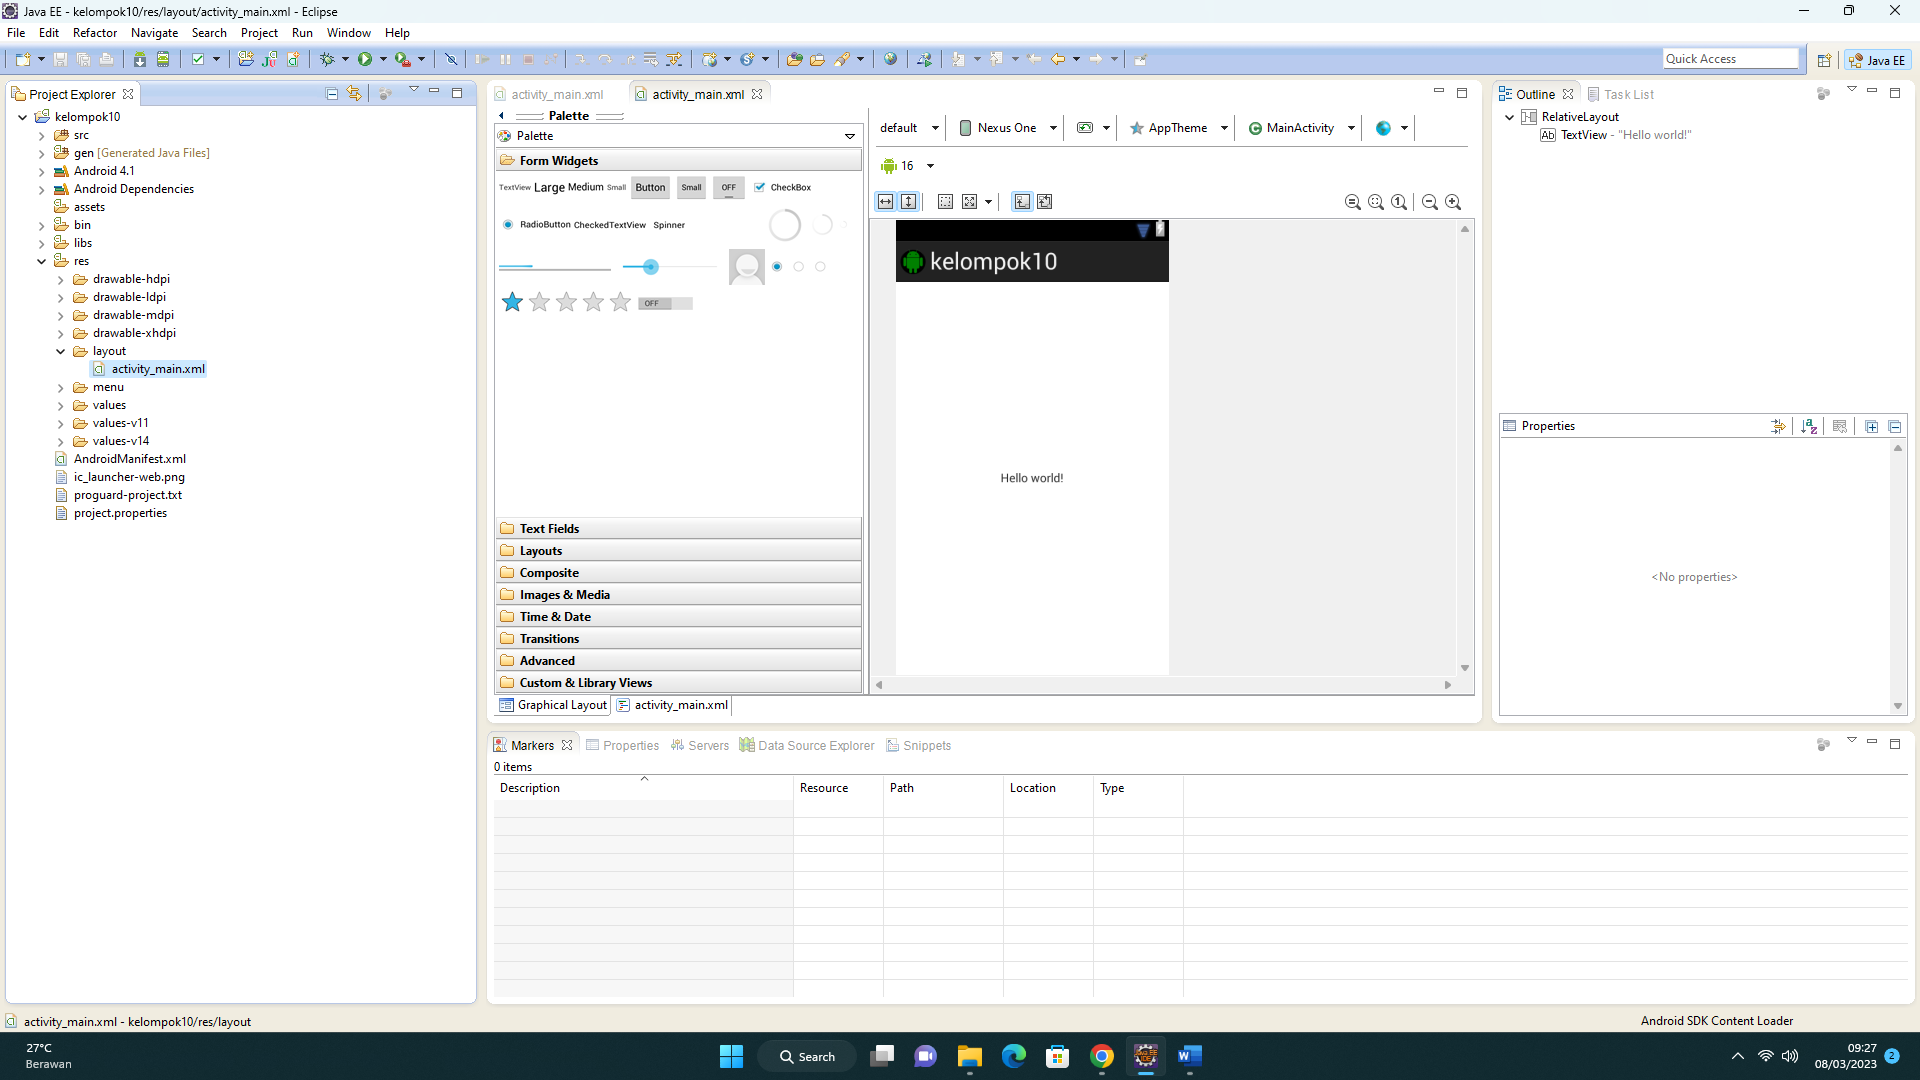 Java EE - kelompok10/res/layout/activity_main.xml - Eclipse
File Edit Refactor Navigate Search Project Run Window Help
Quick Access
Java EE
Project Explorer
kelompok10
src
gen [Generated Java Files]
Android 4.1
Android Dependencies
assets
bin
libs
res
drawable-hdpi
drawable-ldpi
drawable-mdpi
drawable-xhdpi
layout
activity_main.xml
menu
values
values-v11
values-v14
AndroidManifest.xml
ic_launcher-web.png
proguard-project.txt
project.properties
activity_main.xml activity_main.xml
Palette
Palette
Form Widgets
TextView Large Medium Small Button Small OFF CheckBox
RadioButton CheckedTextView Spinner
OFF
Text Fields
Layouts
Composite
Images & Media
Time & Date
Transitions
Advanced
Custom & Library Views
Graphical Layout activity_main.xml
default Nexus One AppTheme MainActivity
16
kelompok10
Hello world!
Outline Task List
RelativeLayout
Ab TextView - "Hello world!"
Properties
<No properties>
Markers Properties Servers Data Source Explorer Snippets
0 items
Description Resource Path Location Type
activity_main.xml - kelompok10/res/layout
Android SDK Content Loader
27°C
Berawan
Search
09:27
08/03/2023
2